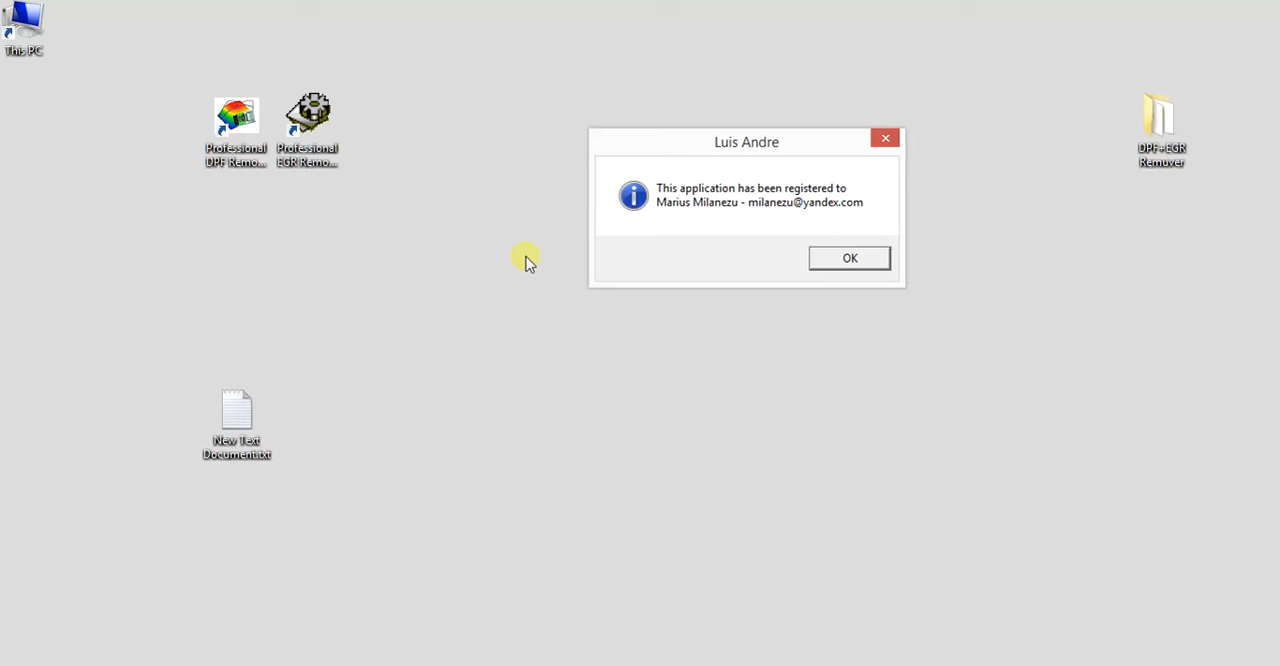 This PC
Professional
DPF Remo...
Professional
EGR Remo...
Luis Andre
This application has been registered to
Marius Milanezu - milanezu@yandex.com
OK
DPF+EGR
Remuver
New Text
Document.txt